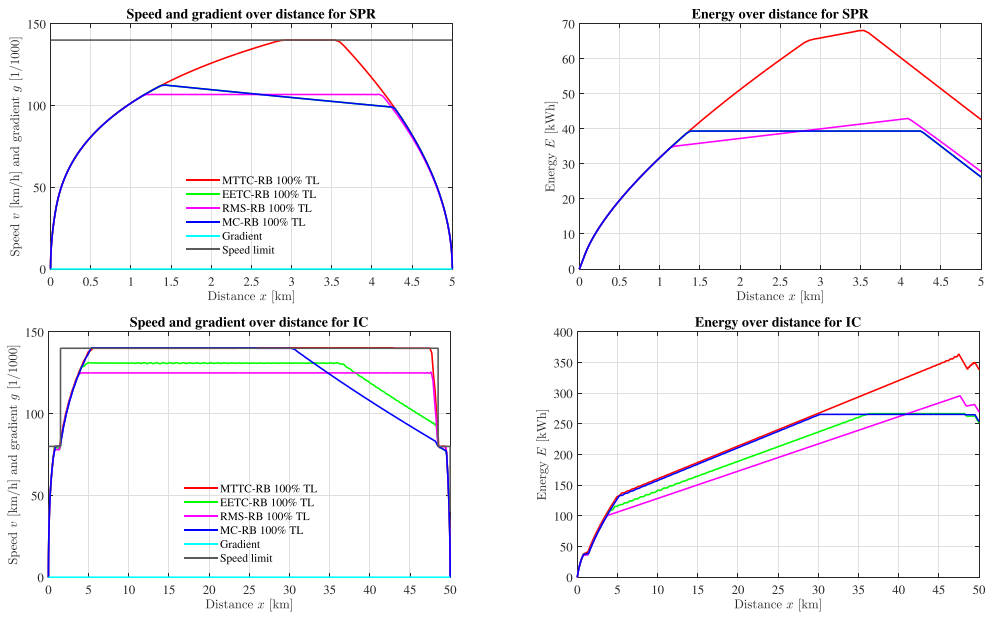 Speed and gradient over distance for SPR
Speed v [km/h] and gradient g [1/1000]
150
100
50
0
MTTC-RB 100% TL
EETC-RB 100% TL
RMS-RB 100% TL
MC-RB 100% TL
Gradient
Speed limit
0 0.5 1 1.5 2 2.5 3 3.5 4 4.5 5
Distance x [km]
Energy over distance for SPR
Energy E [kWh]
70
60
50
40
30
20
10
0
0 0.5 1 1.5 2 2.5 3 3.5 4 4.5 5
Distance x [km]
Speed and gradient over distance for IC
Speed v [km/h] and gradient g [1/1000]
150
100
50
0
MTTC-RB 100% TL
EETC-RB 100% TL
RMS-RB 100% TL
MC-RB 100% TL
Gradient
Speed limit
0 5 10 15 20 25 30 35 40 45 50
Distance x [km]
Energy over distance for IC
Energy E [kWh]
400
350
300
250
200
150
100
50
0
0 5 10 15 20 25 30 35 40 45 50
Distance x [km]